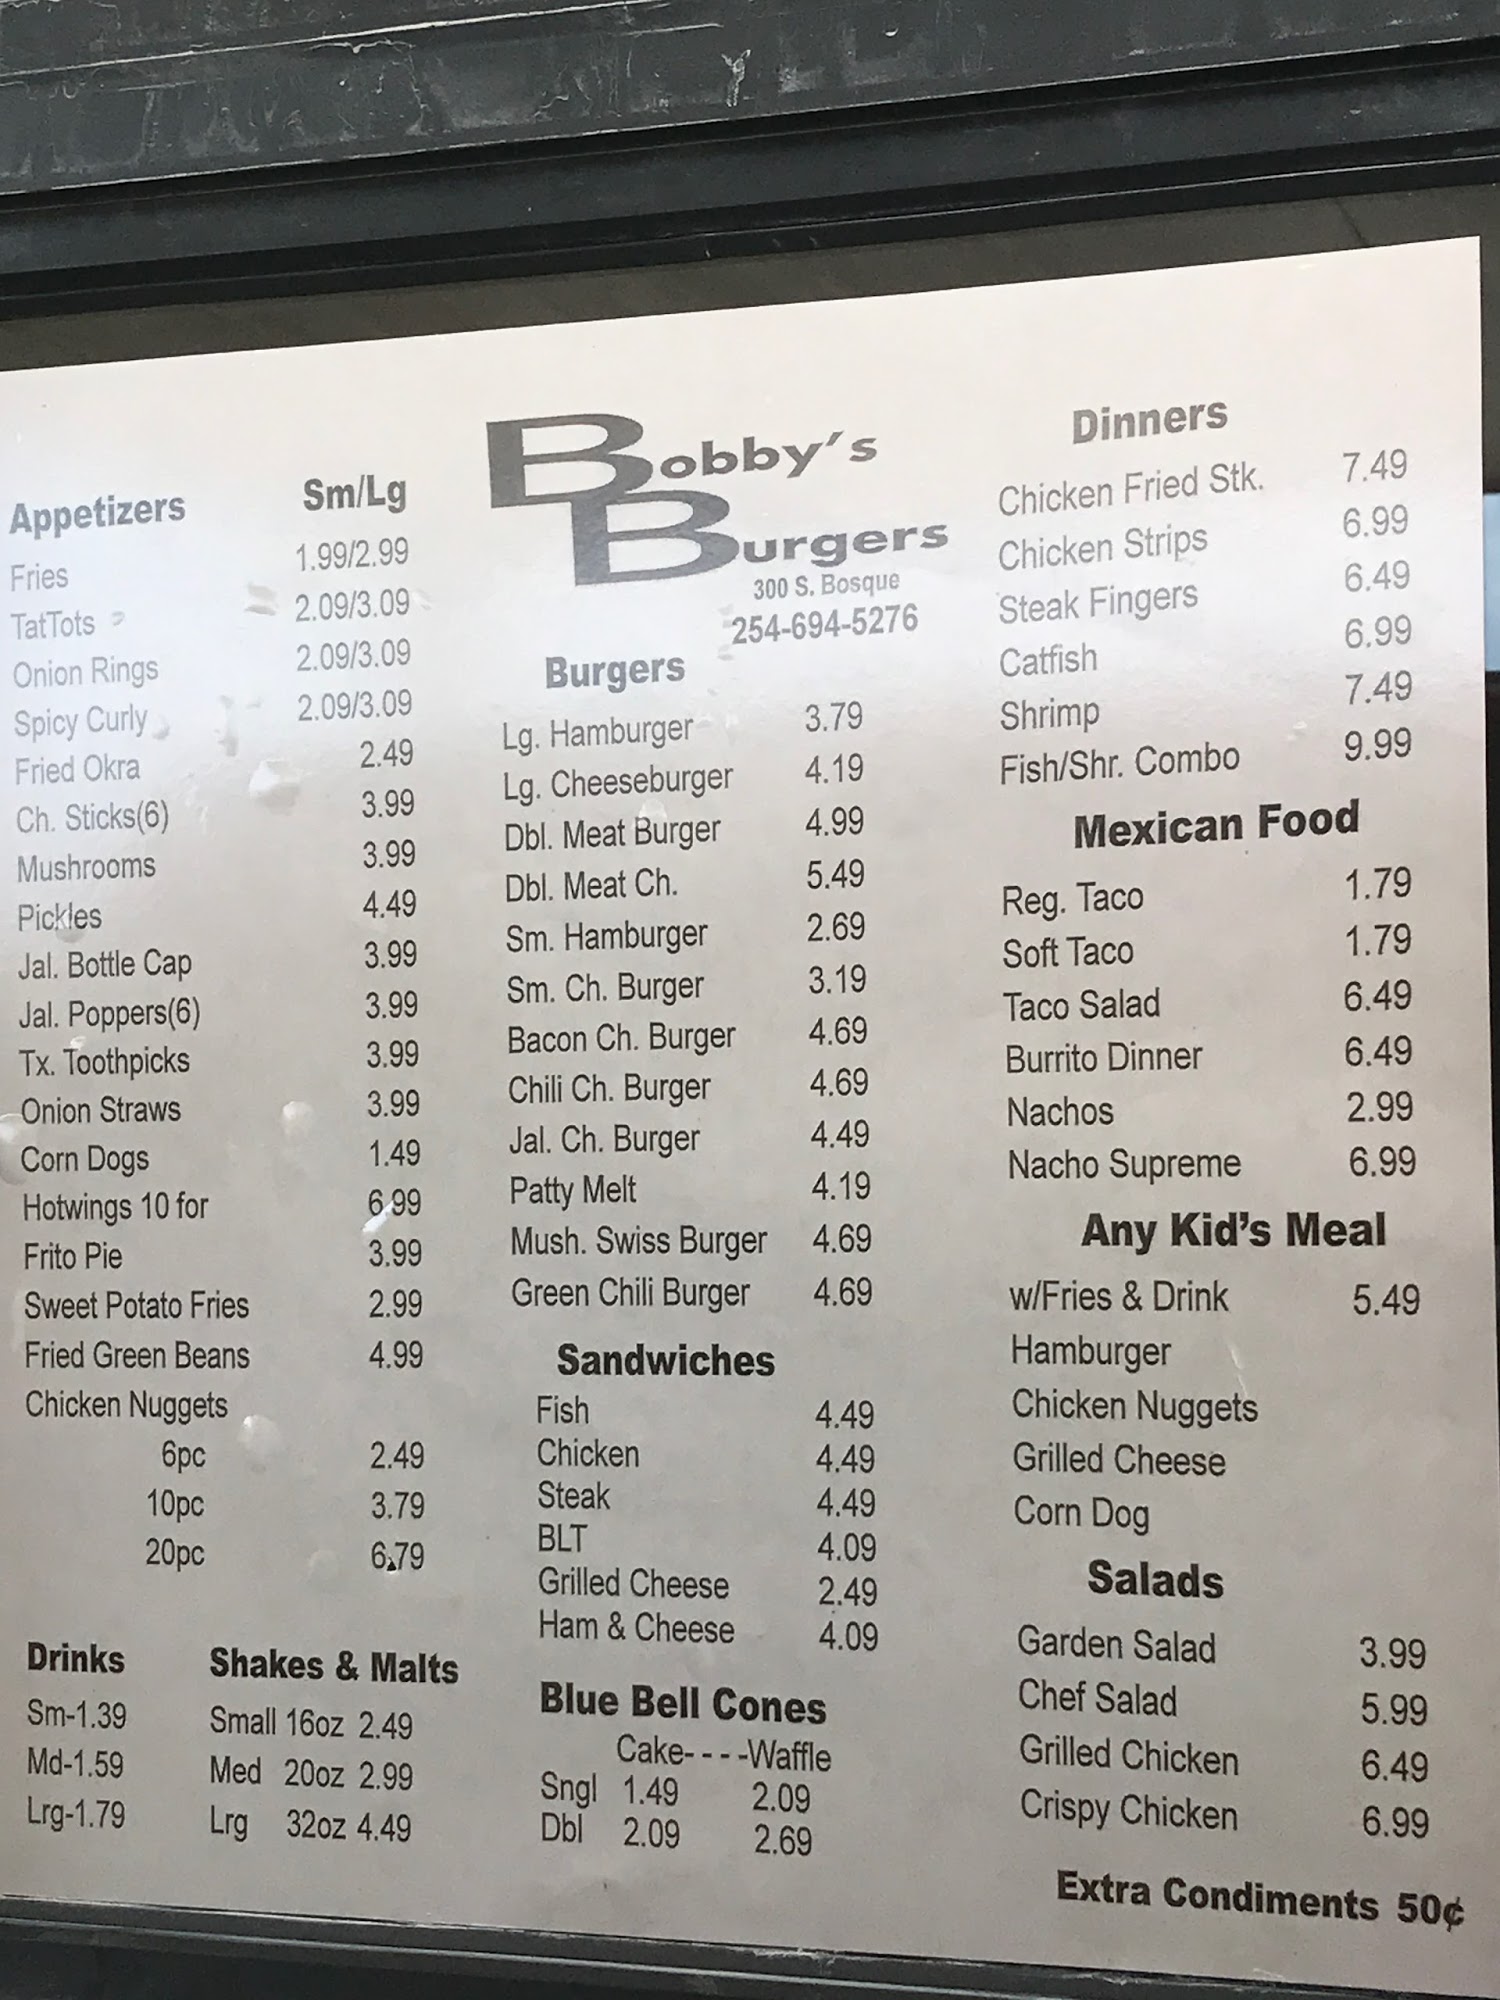 Appetizers Sm/Lg
Fries 1.99/2.99
TatTots 2.09/3.09
Onion Rings 2.09/3.09
Spicy Curly 2.09/3.09
Fried Okra 2.49
Ch. Sticks(6) 3.99
Mushrooms 3.99
Pickles 4.49
Jal. Bottle Cap 3.99
Jal. Poppers(6) 3.99
Tx. Toothpicks 3.99
Onion Straws 3.99
Corn Dogs 1.49
Hotwings 10 for 6.99
Frito Pie 3.99
Sweet Potato Fries 2.99
Fried Green Beans 4.99
Chicken Nuggets
6pc 2.49
10pc 3.79
20pc 6.79
Drinks
Sm-1.39
Md-1.59
Lrg-1.79
Shakes & Malts
Small 16oz 2.49
Med 20oz 2.99
Lrg 32oz 4.49
Bobby's
Burgers
300 S. Bosque
254-694-5276
Burgers
Lg. Hamburger 3.79
Lg. Cheeseburger 4.19
Dbl. Meat Burger 4.99
Dbl. Meat Ch. 5.49
Sm. Hamburger 2.69
Sm. Ch. Burger 3.19
Bacon Ch. Burger 4.69
Chili Ch. Burger 4.69
Jal. Ch. Burger 4.49
Patty Melt 4.19
Mush. Swiss Burger 4.69
Green Chili Burger 4.69
Sandwiches
Fish 4.49
Chicken 4.49
Steak 4.49
BLT 4.09
Grilled Cheese 2.49
Ham & Cheese 4.09
Blue Bell Cones
Cake- - - -Waffle
Sngl 1.49 2.09
Dbl 2.09 2.69
Dinners
Chicken Fried Stk. 7.49
Chicken Strips 6.99
Steak Fingers 6.49
Catfish 6.99
Shrimp 7.49
Fish/Shr. Combo 9.99
Mexican Food
Reg. Taco 1.79
Soft Taco 1.79
Taco Salad 6.49
Burrito Dinner 6.49
Nachos 2.99
Nacho Supreme 6.99
Any Kid's Meal
w/Fries & Drink 5.49
Hamburger
Chicken Nuggets
Grilled Cheese
Corn Dog
Salads
Garden Salad 3.99
Chef Salad 5.99
Grilled Chicken 6.49
Crispy Chicken 6.99
Extra Condiments 50¢